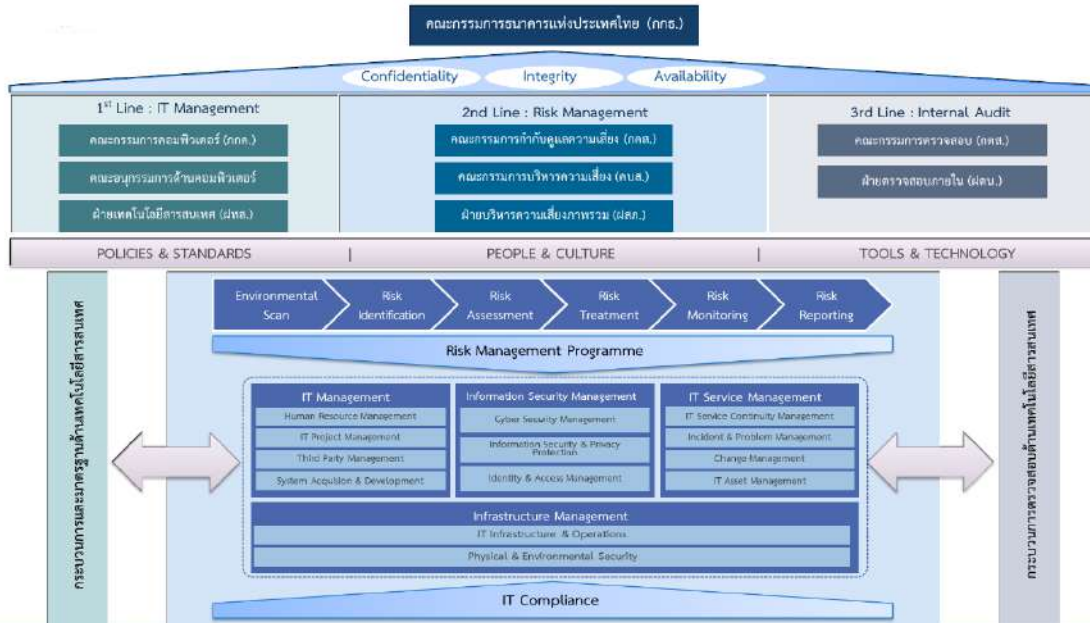 คณะกรรมการธนาคารแห่งประเทศไทย (กกธ.)
Confidentiality
Integrity
Availability
1st Line : IT Management
คณะกรรมการคอมพิวเตอร์ (กกค.)
คณะอนุกรรมการด้านคอมพิวเตอร์
ฝ่ายเทคโนโลยีสารสนเทศ (ฝทส.)
2nd Line : Risk Management
คณะกรรมการกำกับดูแลความเสี่ยง (กคส.)
คณะกรรมการบริหารความเสี่ยง (คบส.)
ฝ่ายบริหารความเสี่ยงภาพรวม (ฝสภ.)
3rd Line : Internal Audit
คณะกรรมการตรวจสอบ (กตส.)
ฝ่ายตรวจสอบภายใน (ฝตน.)
POLICIES & STANDARDS | PEOPLE & CULTURE | TOOLS & TECHNOLOGY
กระบวนการและมาตรฐานด้านเทคโนโลยีสารสนเทศ
Environmental
Scan
Risk
Identification
Risk
Assessment
Risk
Treatment
Risk
Monitoring
Risk
Reporting
Risk Management Programme
IT Management
Human Resource Management
IT Project Management
Third Party Management
System Acquision & Development
Information Security Management
Cyber Security Management
Information Security & Privacy
Protection
Identity & Access Management
IT Service Management
IT Service Continuity Management
Incident & Problem Management
Change Management
IT Asset Management
Infrastructure Management
IT Infrastructure & Operations
Physical & Environmental Security
IT Compliance
กระบวนการตรวจสอบด้านเทคโนโลยีสารสนเทศ